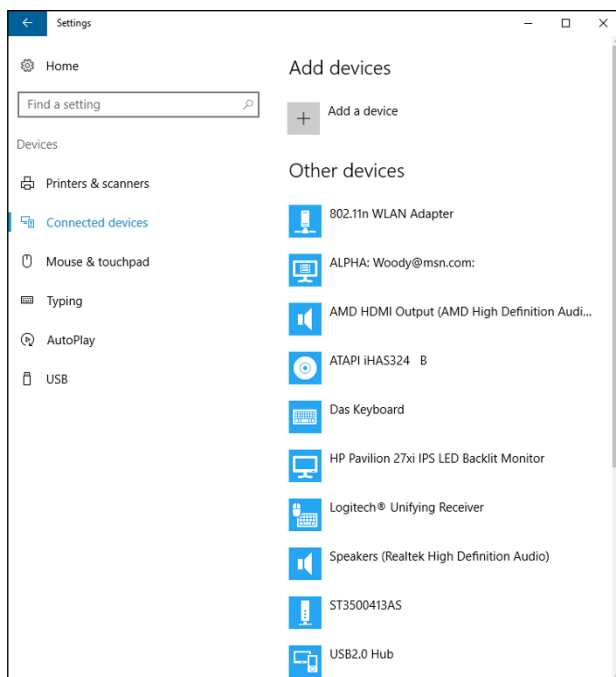 Settings
Home
Find a setting
Devices
Printers & scanners
Connected devices
Mouse & touchpad
Typing
AutoPlay
USB
Add devices
Add a device
Other devices
802.11n WLAN Adapter
ALPHA: Woody@msn.com:
AMD HDMI Output (AMD High Definition Audi...
ATAPI iHAS324   B
Das Keyboard
HP Pavilion 27xi IPS LED Backlit Monitor
Logitech® Unifying Receiver
Speakers (Realtek High Definition Audio)
ST3500413AS
USB2.0 Hub